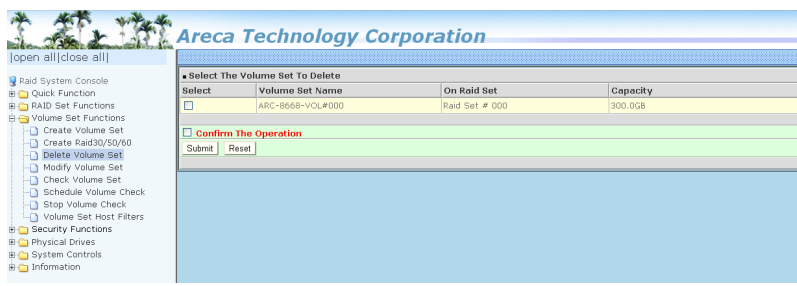 Areca Technology Corporation
|open all|close all|
Raid System Console
Quick Function
RAID Set Functions
Volume Set Functions
Create Volume Set
Create Raid30/50/60
Delete Volume Set
Modify Volume Set
Check Volume Set
Schedule Volume Check
Stop Volume Check
Volume Set Host Filters
Security Functions
Physical Drives
System Controls
Information
Select The Volume Set To Delete
Select Volume Set Name On Raid Set Capacity
ARC-8668-VOL#000 Raid Set # 000 300.0GB
Confirm The Operation
Submit Reset